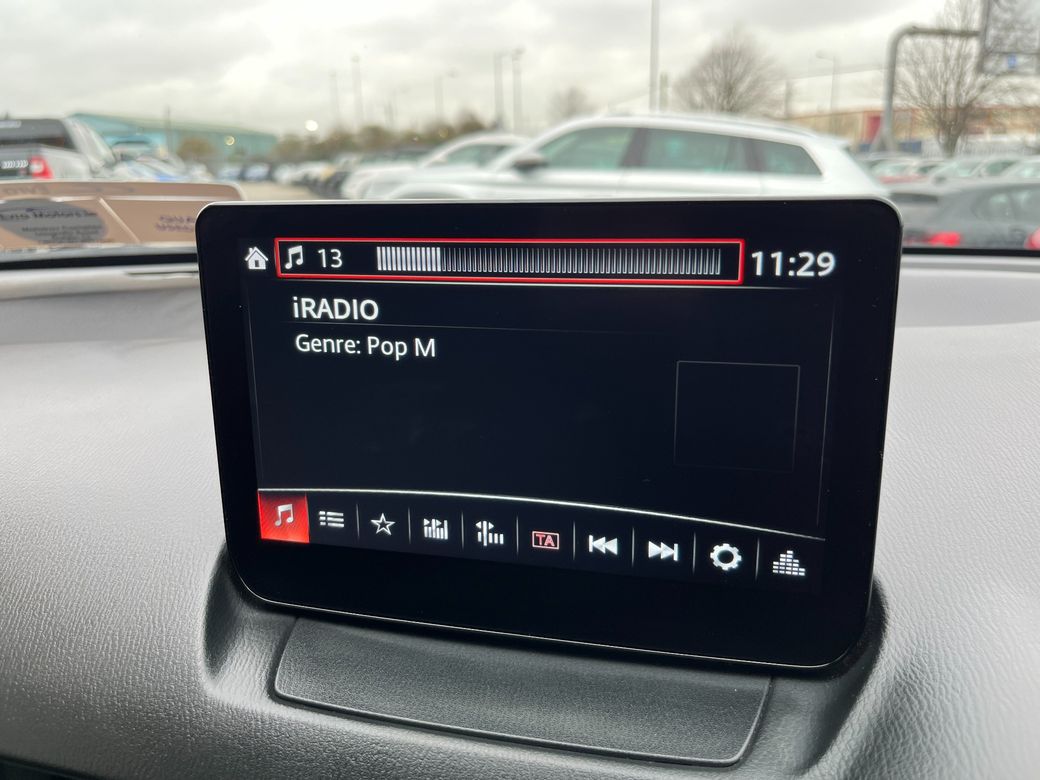 13
11:29
iRADIO
Genre: Pop M
TA